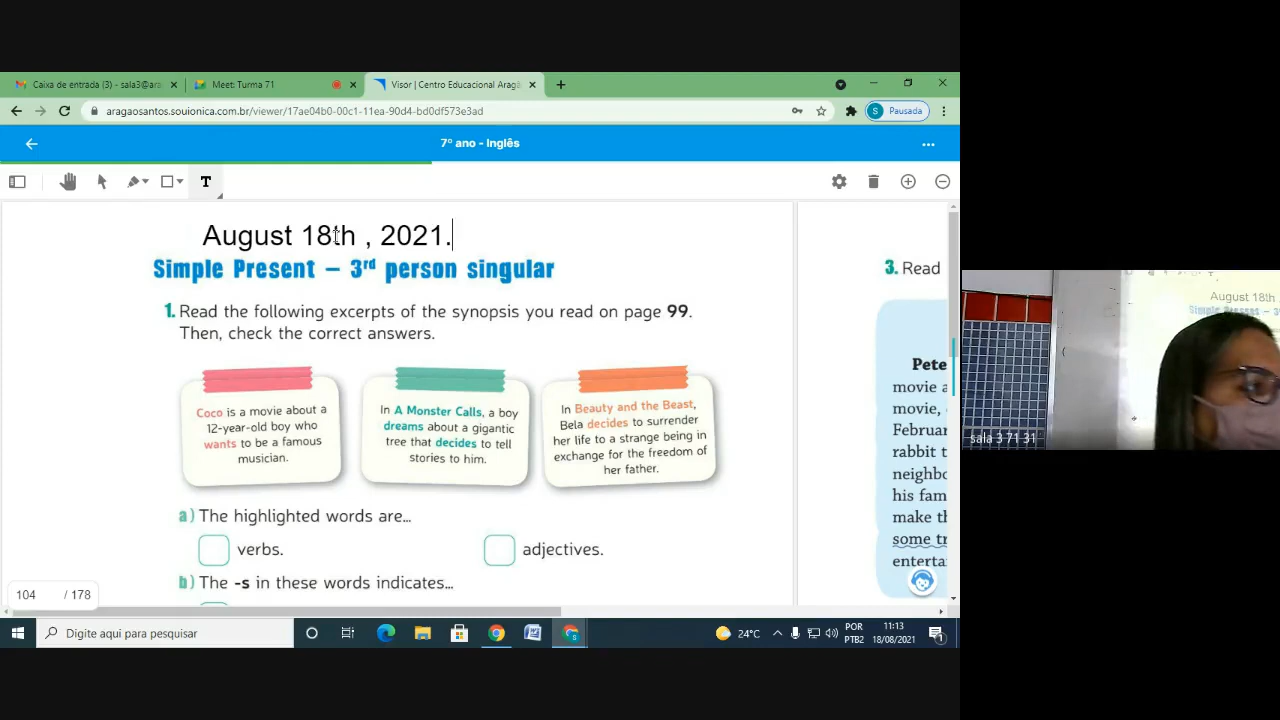 Caixa de entrada (3) - sala3@ara
Meet: Turma 71
Visor | Centro Educacional Aragã
aragaosantos.souionica.com.br/viewer/17ae04b0-00c1-11ea-90d4-bd0df573e3ad
S Pausada
7º ano - Inglês
T
August 18th , 2021.
Simple Present – 3rd person singular
1. Read the following excerpts of the synopsis you read on page 99.
Then, check the correct answers.
Coco is a movie about a
12-year-old boy who
wants to be a famous
musician.
In A Monster Calls, a boy
dreams about a gigantic
tree that decides to tell
stories to him.
In Beauty and the Beast,
Bela decides to surrender
her life to a strange being in
exchange for the freedom of
her father.
a) The highlighted words are...
verbs.
adjectives.
b) The -s in these words indicates...
104 / 178
3. Read
Pete
movie a
movie,
Februar
rabbit t
neighbo
his fam
make th
some tr
enterta
Digite aqui para pesquisar
24°C
POR
PTB2
11:13
18/08/2021
1
August 18th
sala 3 71 31